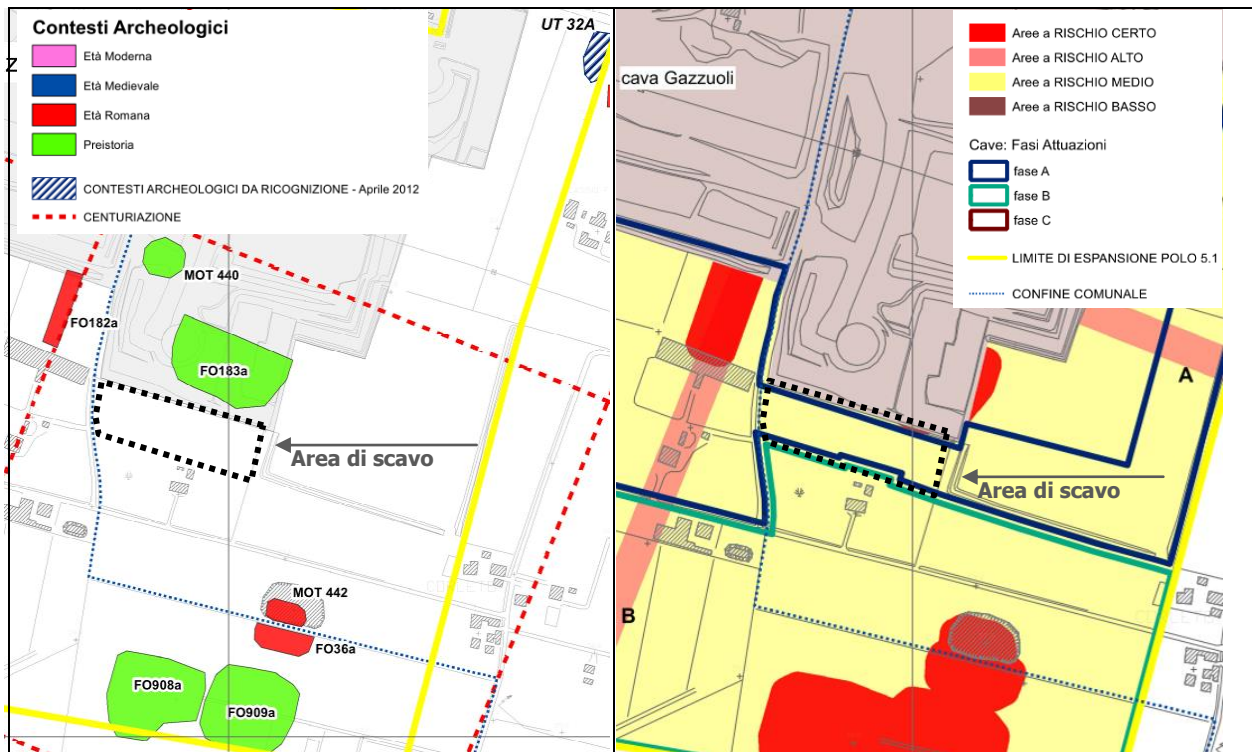 Contesti Archeologici
Età Moderna
Età Medievale
Età Romana
Preistoria
CONTESTI ARCHEOLOGICI DA RICOGNIZIONE - Aprile 2012
CENTURIAZIONE
Z
UT 32A
MOT 440
FO182a
FO183a
Area di scavo
MOT 442
FO36a
FO908a
FO909a
cava Gazzuoli
Aree a RISCHIO CERTO
Aree a RISCHIO ALTO
Aree a RISCHIO MEDIO
Aree a RISCHIO BASSO
Cave: Fasi Attuazioni
fase A
fase B
fase C
LIMITE DI ESPANSIONE POLO 5.1
CONFINE COMUNALE
A
Area di scavo
B